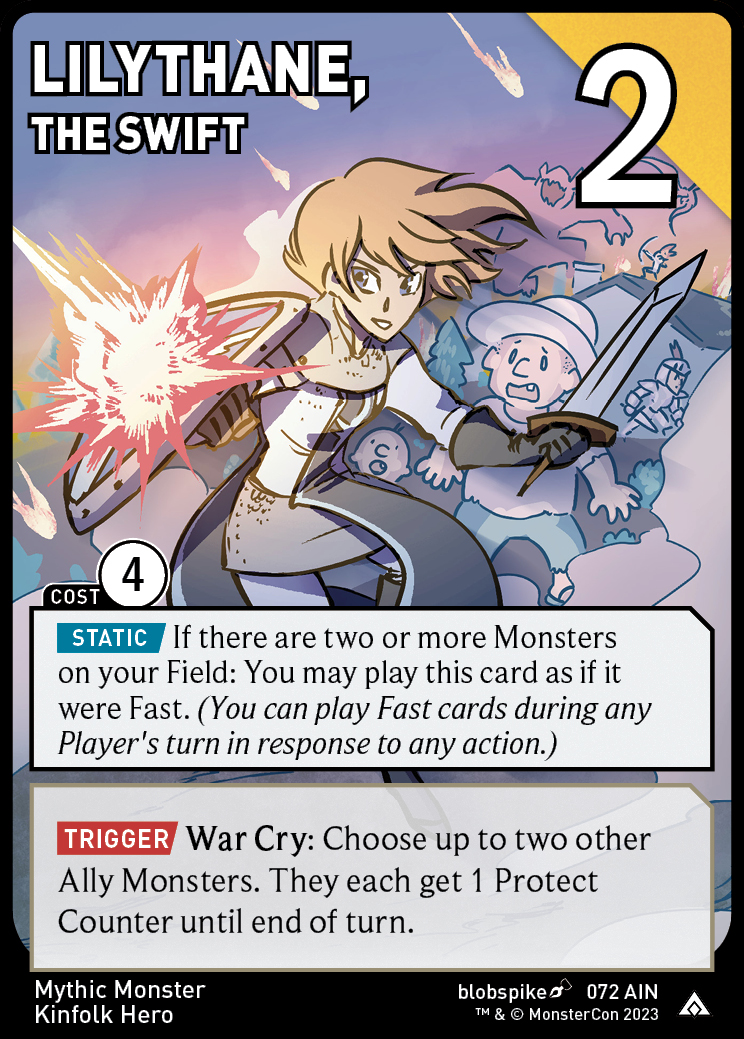 LILYTHANE,
THE SWIFT
2
COST 4
STATIC If there are two or more Monsters
on your Field: You may play this card as if it
were Fast. (You can play Fast cards during any
Player's turn in response to any action.)
TRIGGER War Cry: Choose up to two other
Ally Monsters. They each get 1 Protect
Counter until end of turn.
Mythic Monster
Kinfolk Hero
blobspike 072 AIN
™ & © MonsterCon 2023